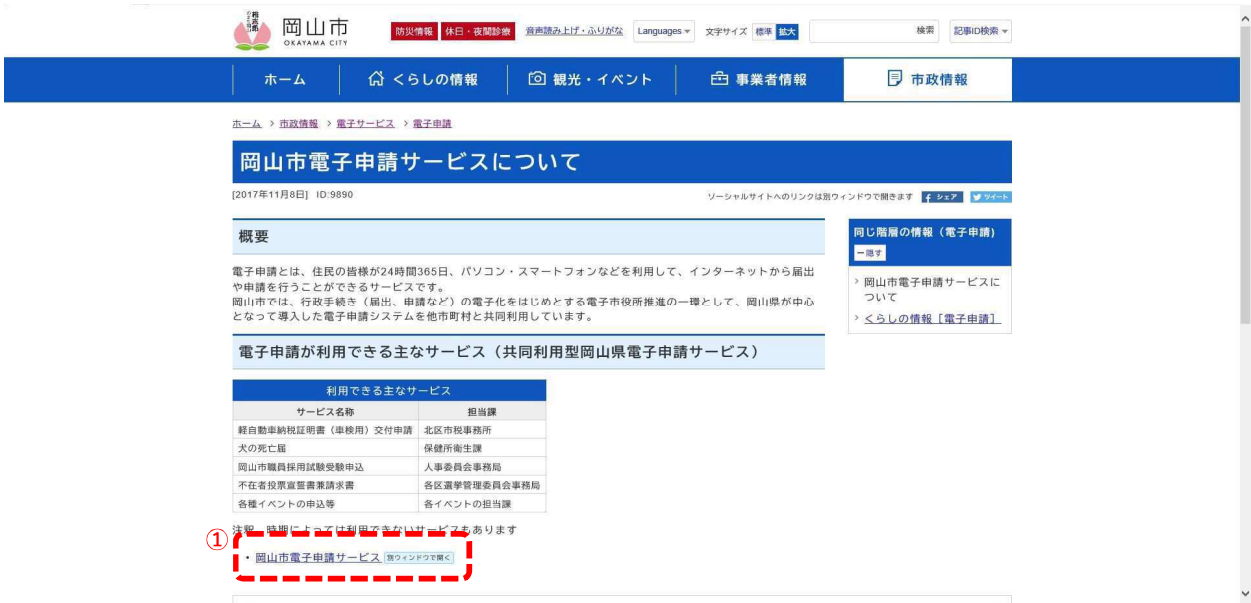 岡山市
OKAYAMA CITY
防災情報 休日・夜間診療 音声読み上げ・ふりがな Languages 文字サイズ 標準 拡大 検索 記事ID検索
ホーム くらしの情報 観光・イベント 事業者情報 市政情報
ホーム > 市政情報 > 電子サービス > 電子申請
岡山市電子申請サービスについて
[2017年11月8日] ID:9890
ソーシャルサイトへのリンクは別ウィンドウで開きます シェア ツイート
概要
電子申請とは、住民の皆様が24時間365日、パソコン・スマートフォンなどを利用して、インターネットから届出
や申請を行うことができるサービスです。
岡山市では、行政手続き（届出、申請など）の電子化をはじめとする電子市役所推進の一環として、岡山県が中心
となって導入した電子申請システムを他市町村と共同利用しています。
電子申請が利用できる主なサービス（共同利用型岡山県電子申請サービス）
利用できる主なサービス
サービス名称 担当課
軽自動車納税証明書（車検用）交付申請 北区市税事務所
犬の死亡届 保健所衛生課
岡山市職員採用試験受験申込 人事委員会事務局
不在者投票宣誓書兼請求書 各区選挙管理委員会事務局
各種イベントの申込等 各イベントの担当課
注釈 時期によっては利用できないサービスもあります
①
・岡山市電子申請サービス 別ウィンドウで開く
同じ階層の情報（電子申請)
ー隠す
> 岡山市電子申請サービスに
ついて
> くらしの情報［電子申請］